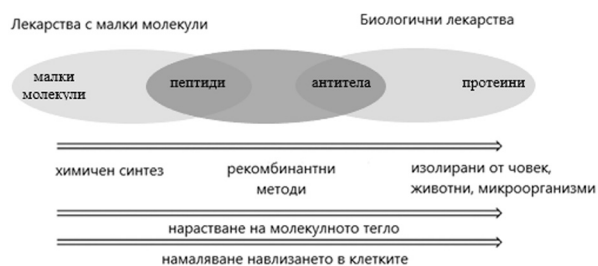 Лекарства с малки молекули
Биологични лекарства
малки
молекули
пептиди
антитела
протеини
химичен синтез
рекомбинантни
методи
изолирани от човек,
животни, микроорганизми
нарастване на молекулното тегло
намаляване навлизането в клетките